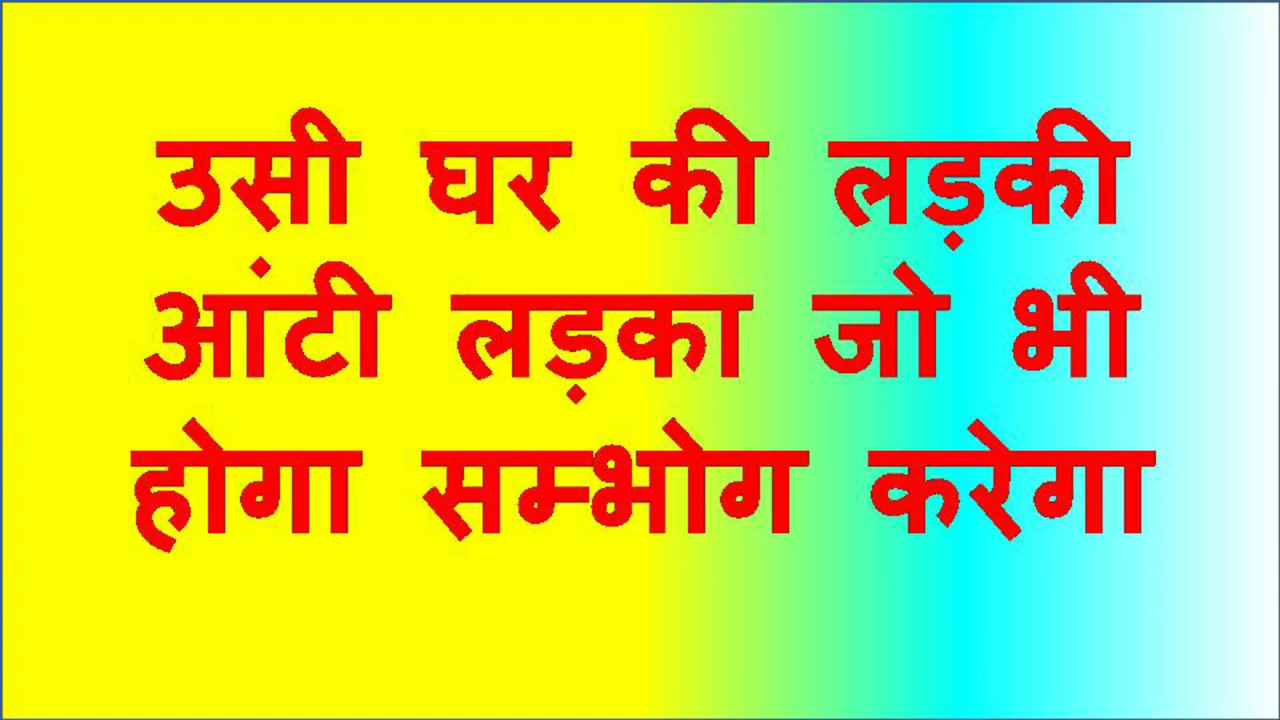 उसी घर की लड़की
आंटी लड़का जो भी
होगा सम्भोग करेगा